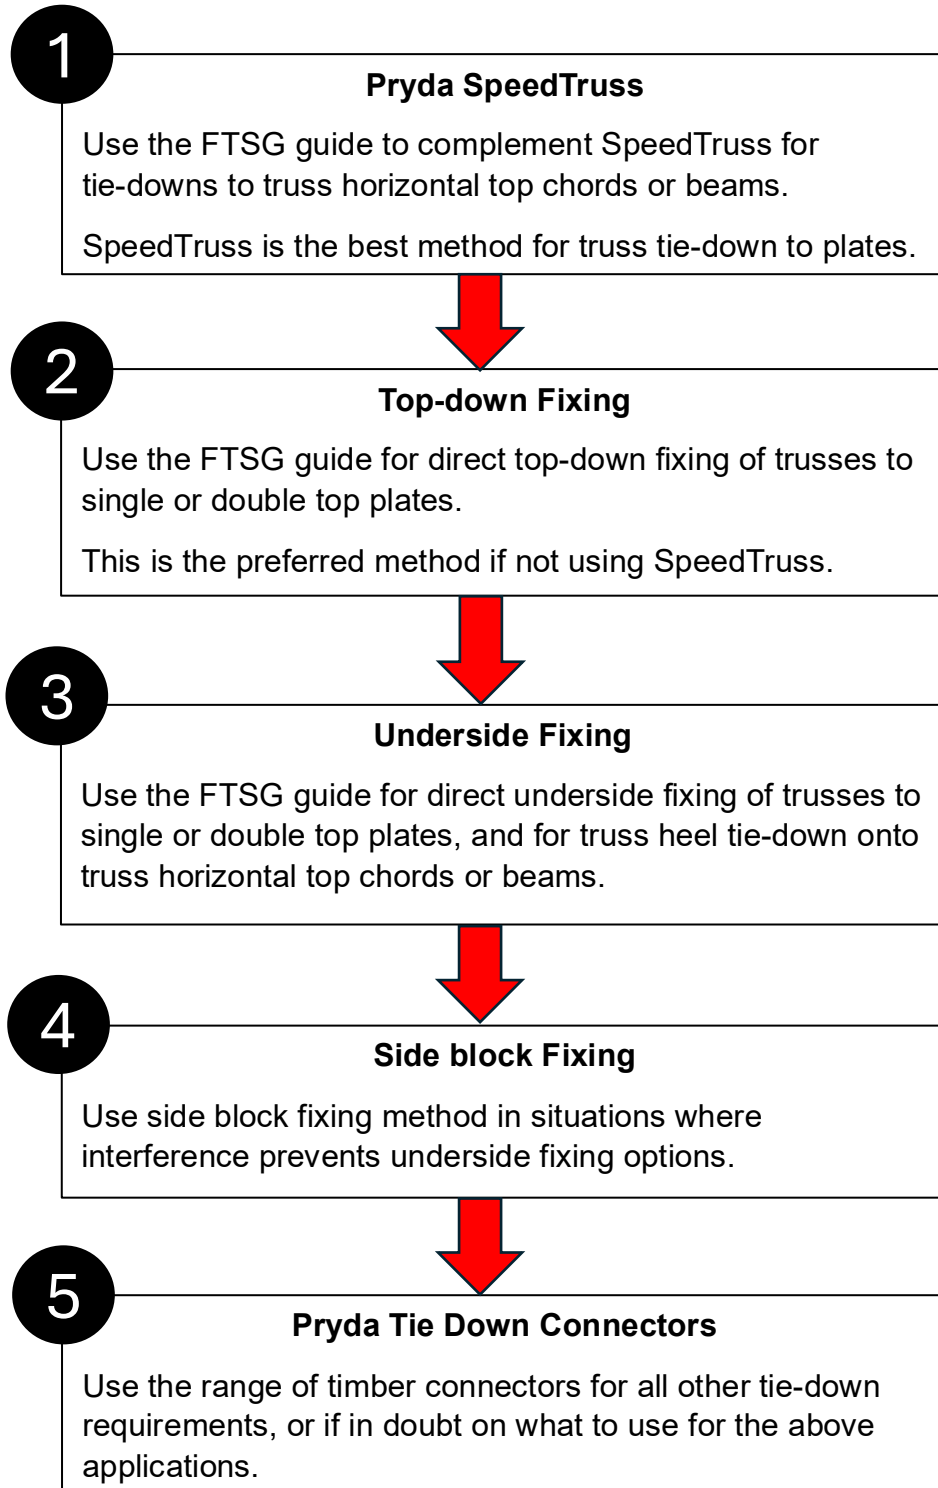 1
Pryda SpeedTruss
Use the FTSG guide to complement SpeedTruss for
tie-downs to truss horizontal top chords or beams.
SpeedTruss is the best method for truss tie-down to plates.
2
Top-down Fixing
Use the FTSG guide for direct top-down fixing of trusses to
single or double top plates.
This is the preferred method if not using SpeedTruss.
3
Underside Fixing
Use the FTSG guide for direct underside fixing of trusses to
single or double top plates, and for truss heel tie-down onto
truss horizontal top chords or beams.
4
Side block Fixing
Use side block fixing method in situations where
interference prevents underside fixing options.
5
Pryda Tie Down Connectors
Use the range of timber connectors for all other tie-down
requirements, or if in doubt on what to use for the above
applications.